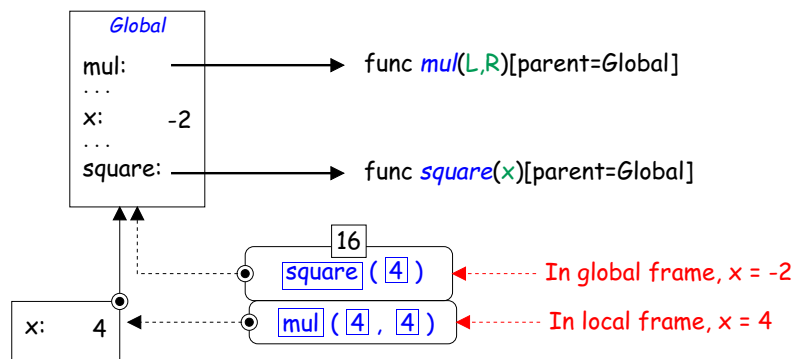 Global
mul:
func mul(L,R)[parent=Global]
...
x: -2
...
square:
func square(x)[parent=Global]
16
square ( 4 )
In global frame, x = -2
x: 4
mul ( 4 , 4 )
In local frame, x = 4